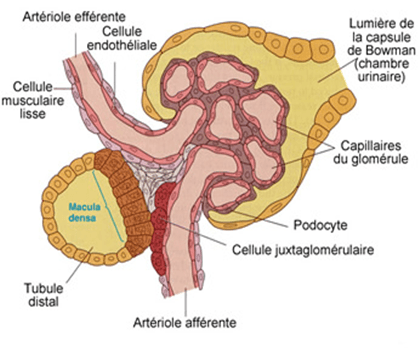 Artériole efférente
Cellule
endothéliale
Lumière de
la capsule
de Bowman
(chambre
urinaire)
Cellule
musculaire
lisse
Capillaires
du glomérule
Macula
densa
Podocyte
Cellule juxtaglomérulaire
Tubule
distal
Artériole afférente